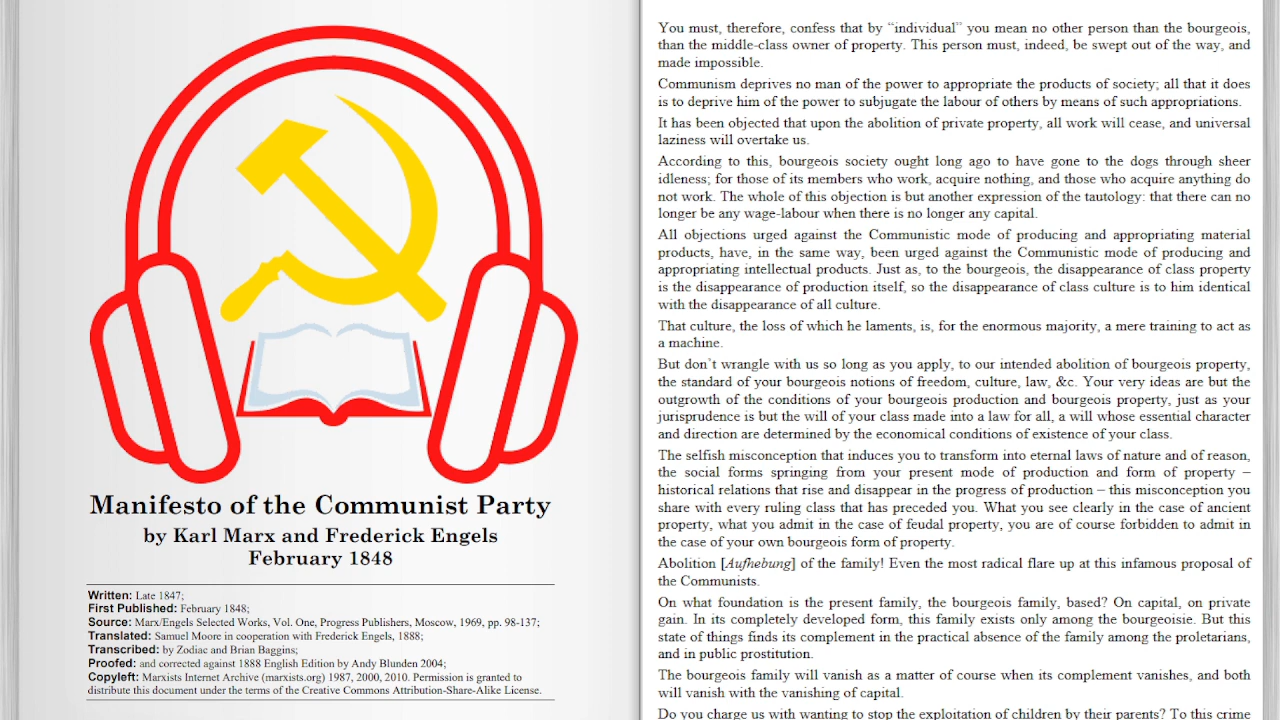 Manifesto of the Communist Party
by Karl Marx and Frederick Engels
February 1848
Written: Late 1847;
First Published: February 1848;
Source: Marx/Engels Selected Works, Vol. One, Progress Publishers, Moscow, 1969, pp. 98-137;
Translated: Samuel Moore in cooperation with Frederick Engels, 1888;
Transcribed: by Zodiac and Brian Baggins;
Proofed: and corrected against 1888 English Edition by Andy Blunden 2004;
Copyleft: Marxists Internet Archive (marxists.org) 1987, 2000, 2010. Permission is granted to
distribute this document under the terms of the Creative Commons Attribution-Share-Alike License.
You must, therefore, confess that by “individual” you mean no other person than the bourgeois,
than the middle-class owner of property. This person must, indeed, be swept out of the way, and
made impossible.
Communism deprives no man of the power to appropriate the products of society; all that it does
is to deprive him of the power to subjugate the labour of others by means of such appropriations.
It has been objected that upon the abolition of private property, all work will cease, and universal
laziness will overtake us.
According to this, bourgeois society ought long ago to have gone to the dogs through sheer
idleness; for those of its members who work, acquire nothing, and those who acquire anything do
not work. The whole of this objection is but another expression of the tautology: that there can no
longer be any wage-labour when there is no longer any capital.
All objections urged against the Communistic mode of producing and appropriating material
products, have, in the same way, been urged against the Communistic mode of producing and
appropriating intellectual products. Just as, to the bourgeois, the disappearance of class property
is the disappearance of production itself, so the disappearance of class culture is to him identical
with the disappearance of all culture.
That culture, the loss of which he laments, is, for the enormous majority, a mere training to act as
a machine.
But don’t wrangle with us so long as you apply, to our intended abolition of bourgeois property,
the standard of your bourgeois notions of freedom, culture, law, &c. Your very ideas are but the
outgrowth of the conditions of your bourgeois production and bourgeois property, just as your
jurisprudence is but the will of your class made into a law for all, a will whose essential character
and direction are determined by the economical conditions of existence of your class.
The selfish misconception that induces you to transform into eternal laws of nature and of reason,
the social forms springing from your present mode of production and form of property –
historical relations that rise and disappear in the progress of production – this misconception you
share with every ruling class that has preceded you. What you see clearly in the case of ancient
property, what you admit in the case of feudal property, you are of course forbidden to admit in
the case of your own bourgeois form of property.
Abolition [Aufhebung] of the family! Even the most radical flare up at this infamous proposal of
the Communists.
On what foundation is the present family, the bourgeois family, based? On capital, on private
gain. In its completely developed form, this family exists only among the bourgeoisie. But this
state of things finds its complement in the practical absence of the family among the proletarians,
and in public prostitution.
The bourgeois family will vanish as a matter of course when its complement vanishes, and both
will vanish with the vanishing of capital.
Do you charge us with wanting to stop the exploitation of children by their parents? To this crime